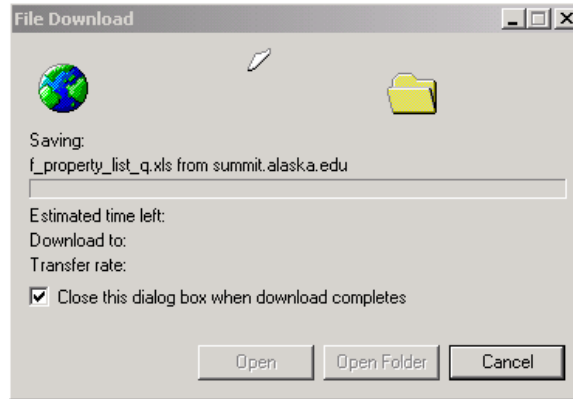 File Download
Saving:
f_property_list_q.xls from summit.alaska.edu
Estimated time left:
Download to:
Transfer rate:
Close this dialog box when download completes
Open Open Folder Cancel